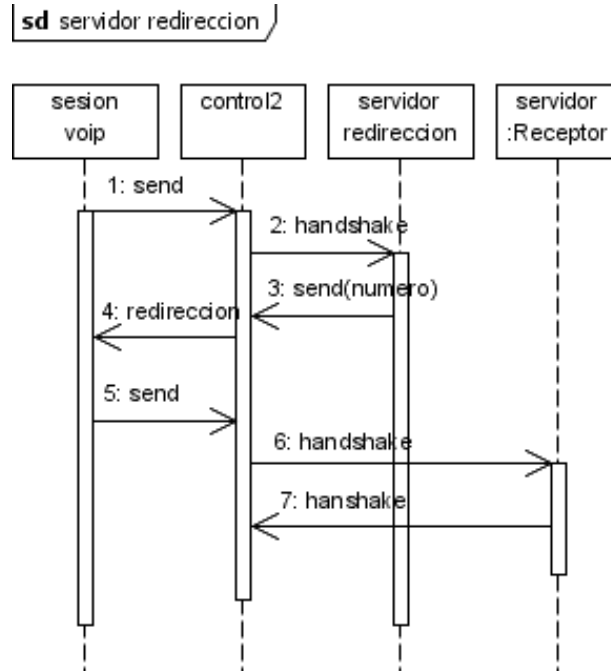 sd servidor redireccion
sesion
voip
control2
servidor
redireccion
servidor
:Receptor
1: send
2: handshake
3: send(numero)
4: redireccion
5: send
6: handshake
7: hanshake